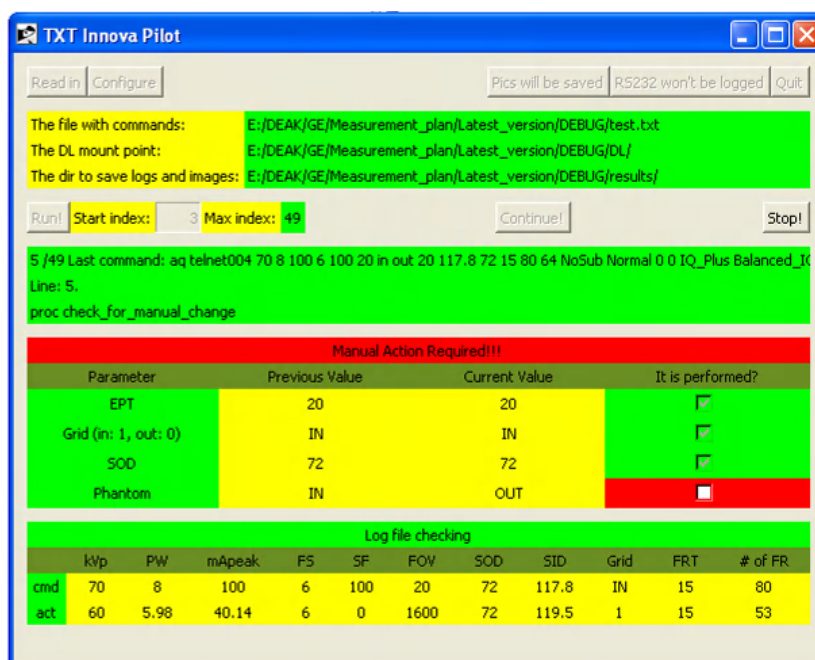 TXT Innova Pilot
Read in Configure Pics will be saved RS232 won't be logged Quit
The file with commands: E:/DEAK/GE/Measurement_plan/Latest_version/DEBUG/test.txt
The DL mount point: E:/DEAK/GE/Measurement_plan/Latest_version/DEBUG/DL/
The dir to save logs and images: E:/DEAK/GE/Measurement_plan/Latest_version/DEBUG/results/
Run! Start index: 3 Max index: 49 Continue! Stop!
5 /49 Last command: aq telnet004 70 8 100 6 100 20 in out 20 117.8 72 15 80 64 NoSub Normal 0 0 IQ_Plus Balanced_IQ
Line: 5.
proc check_for_manual_change
Manual Action Required!!!
Parameter Previous Value Current Value It is performed?
EPT 20 20
Grid (in: 1, out: 0) IN IN
SOD 72 72
Phantom IN OUT
Log file checking
kVp PW mApeak FS SF FOV SOD SID Grid FRT # of FR
cmd 70 8 100 6 100 20 72 117.8 IN 15 80
act 60 5.98 40.14 6 0 1600 72 119.5 1 15 53